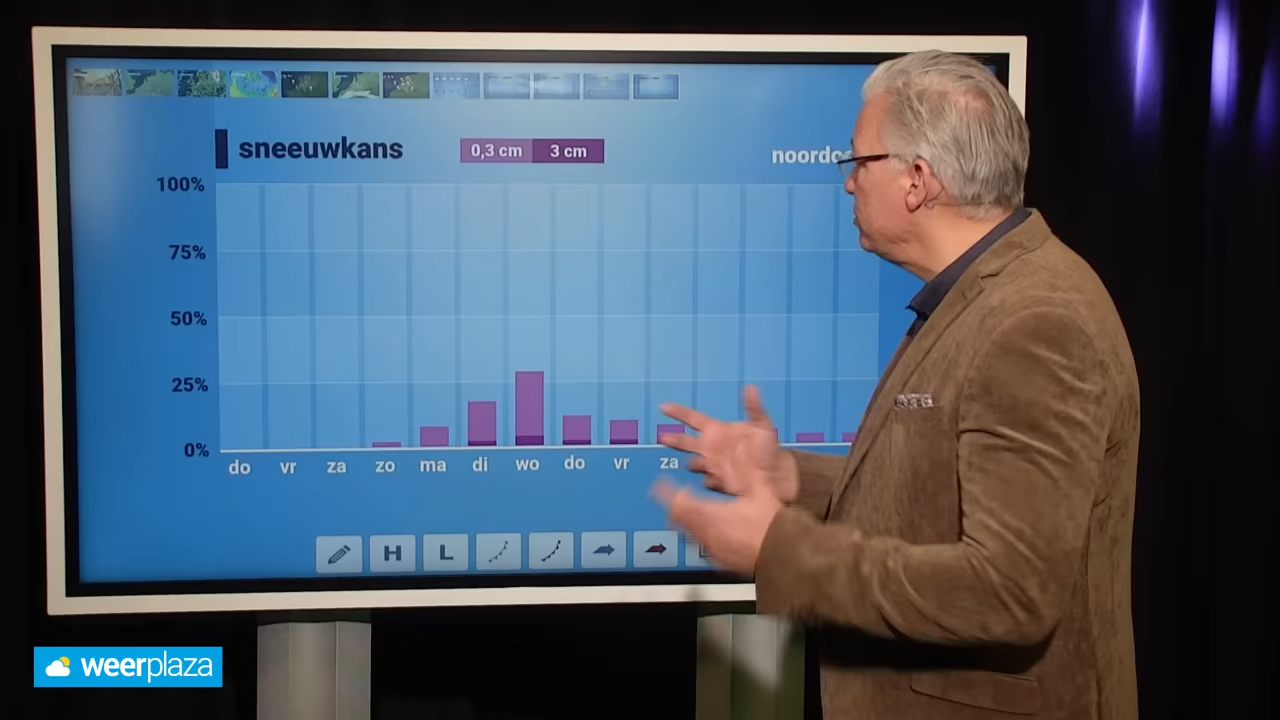 sneeuwkans
0,3 cm 3 cm
100%
75%
50%
25%
0%
do vr za zo ma di wo do vr za
H L
weerplaza